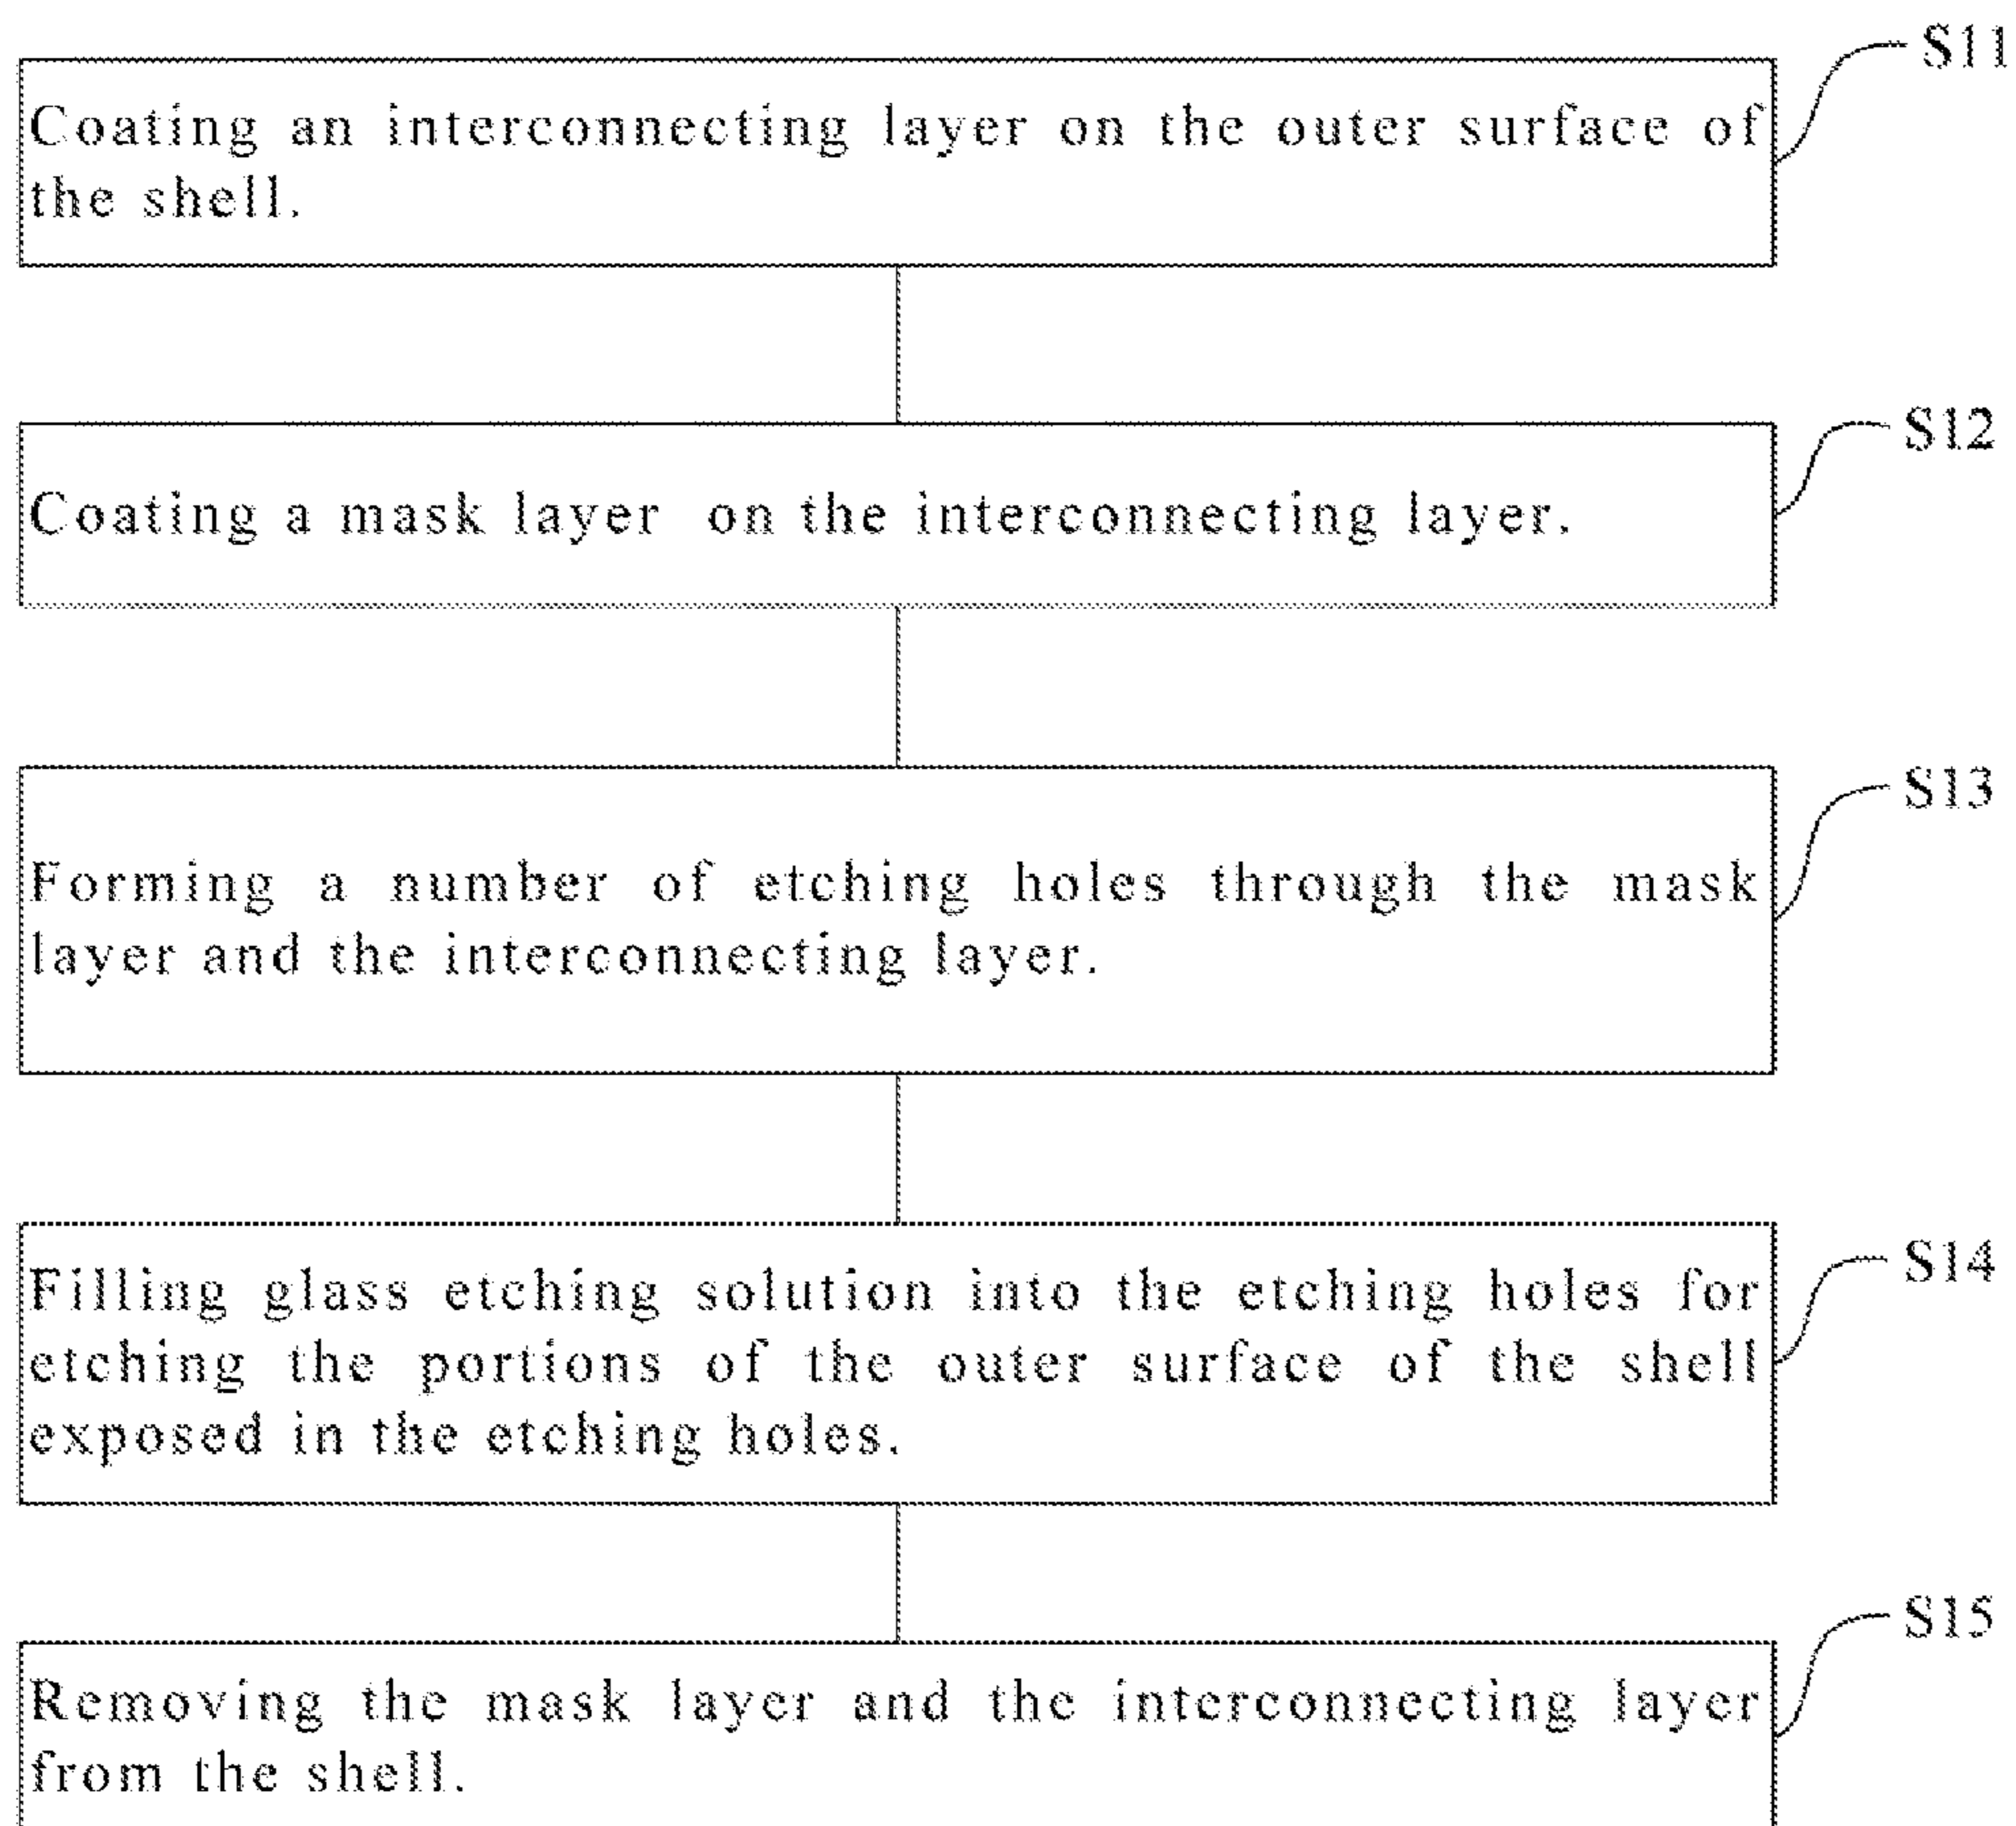 S11
Coating an interconnecting layer on the outer surface of
the shell.
S12
Coating a mask layer on the interconnecting layer.
S13
Forming a number of etching holes through the mask
layer and the interconnecting layer.
S14
Filling glass etching solution into the etching holes for
etching the portions of the outer surface of the shell
exposed in the etching holes.
S15
Removing the mask layer and the interconnecting layer
from the shell.